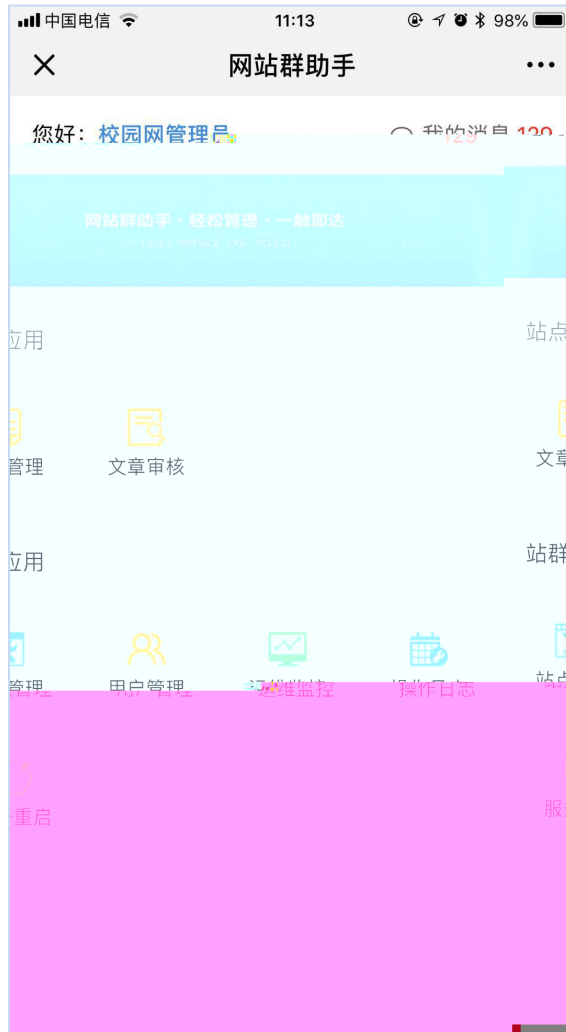 中国电信 11:13 98%
网站群助手
您好：校园网管理员 我的消息 129
网站群助手·轻松管理·一触即达
应用 站点
管理 文章审核 文章
应用 站群
管理 用户管理 运维监控 操作日志 站点
重启 服